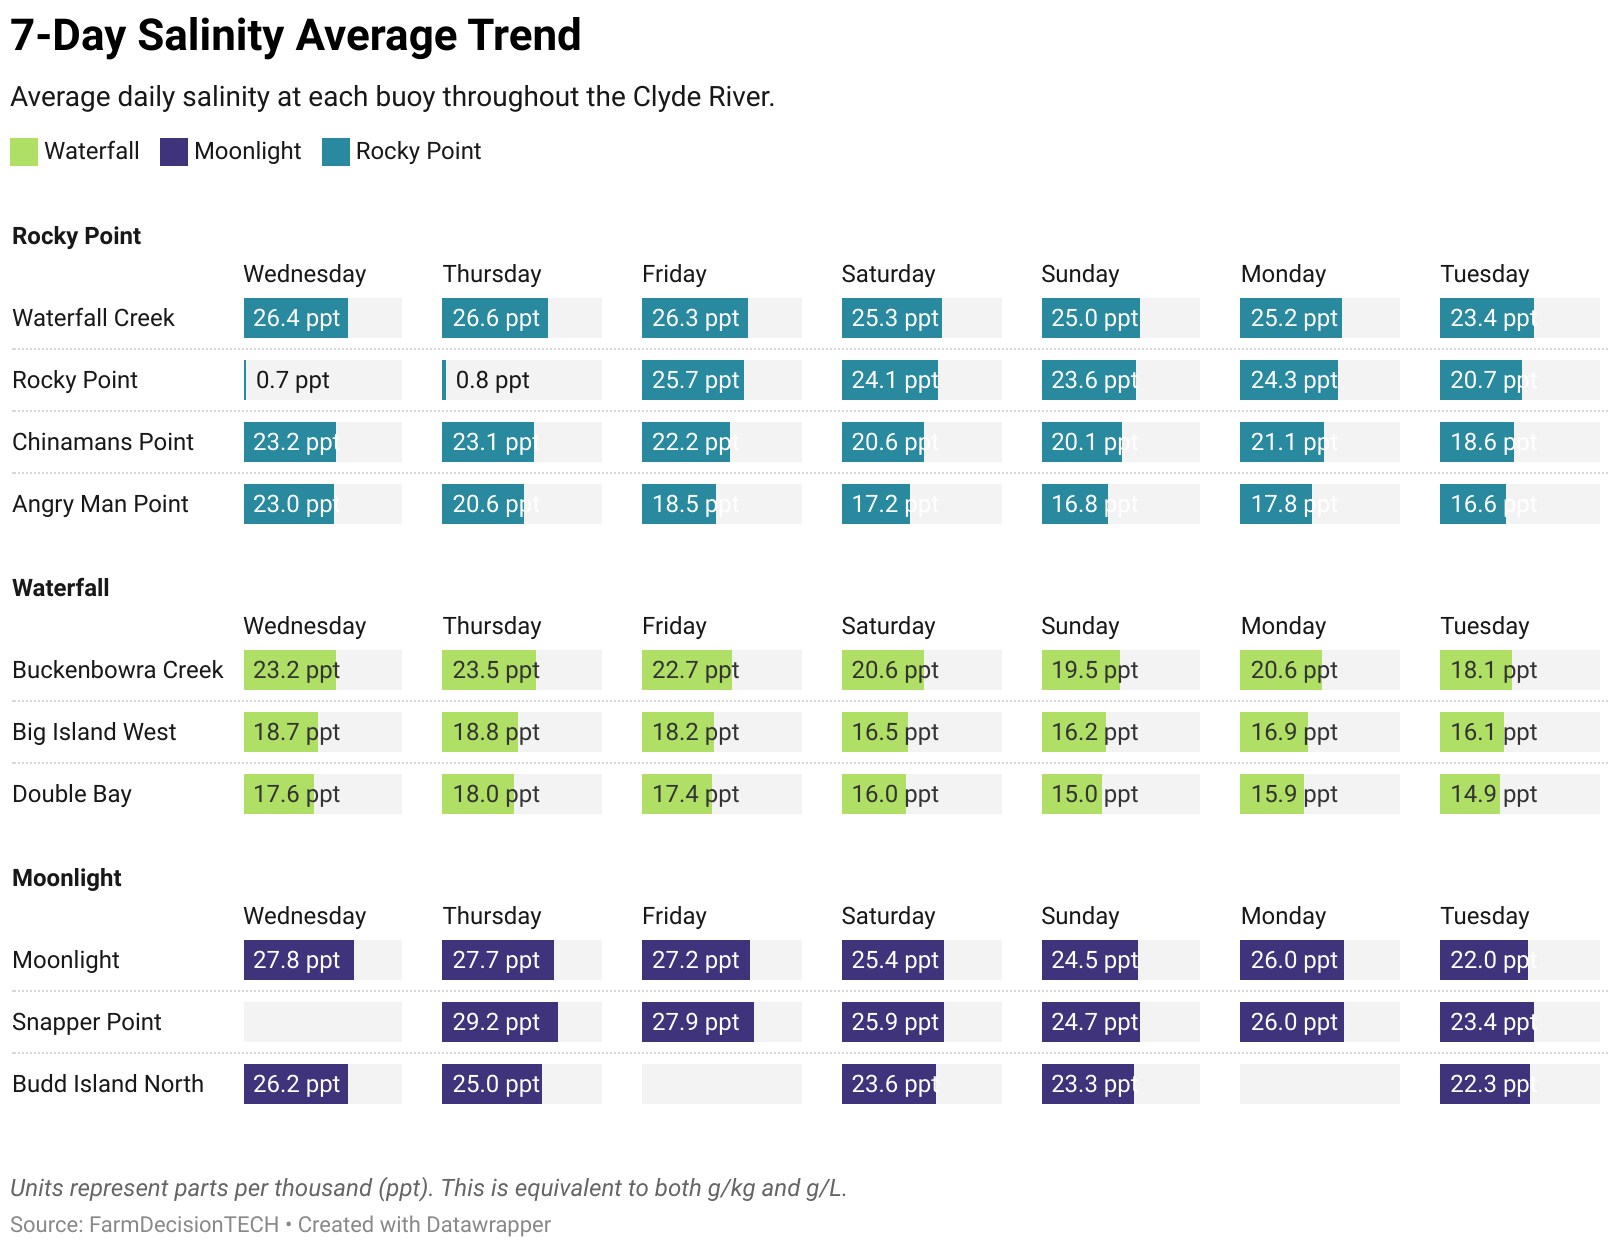 7-Day Salinity Average Trend
Average daily salinity at each buoy throughout the Clyde River.
Waterfall Moonlight Rocky Point
Rocky Point
Wednesday Thursday Friday Saturday Sunday Monday Tuesday
Waterfall Creek 26.4 ppt 26.6 ppt 26.3 ppt 25.3 ppt 25.0 ppt 25.2 ppt 23.4 ppt
Rocky Point 0.7 ppt 0.8 ppt 25.7 ppt 24.1 ppt 23.6 ppt 24.3 ppt 20.7 ppt
Chinamans Point 23.2 ppt 23.1 ppt 22.2 ppt 20.6 ppt 20.1 ppt 21.1 ppt 18.6 ppt
Angry Man Point 23.0 ppt 20.6 ppt 18.5 ppt 17.2 ppt 16.8 ppt 17.8 ppt 16.6 ppt
Waterfall
Wednesday Thursday Friday Saturday Sunday Monday Tuesday
Buckenbowra Creek 23.2 ppt 23.5 ppt 22.7 ppt 20.6 ppt 19.5 ppt 20.6 ppt 18.1 ppt
Big Island West 18.7 ppt 18.8 ppt 18.2 ppt 16.5 ppt 16.2 ppt 16.9 ppt 16.1 ppt
Double Bay 17.6 ppt 18.0 ppt 17.4 ppt 16.0 ppt 15.0 ppt 15.9 ppt 14.9 ppt
Moonlight
Wednesday Thursday Friday Saturday Sunday Monday Tuesday
Moonlight 27.8 ppt 27.7 ppt 27.2 ppt 25.4 ppt 24.5 ppt 26.0 ppt 22.0 ppt
Snapper Point 29.2 ppt 27.9 ppt 25.9 ppt 24.7 ppt 26.0 ppt 23.4 ppt
Budd Island North 26.2 ppt 25.0 ppt 23.6 ppt 23.3 ppt 22.3 ppt
Units represent parts per thousand (ppt). This is equivalent to both g/kg and g/L.
Source: FarmDecisionTECH • Created with Datawrapper